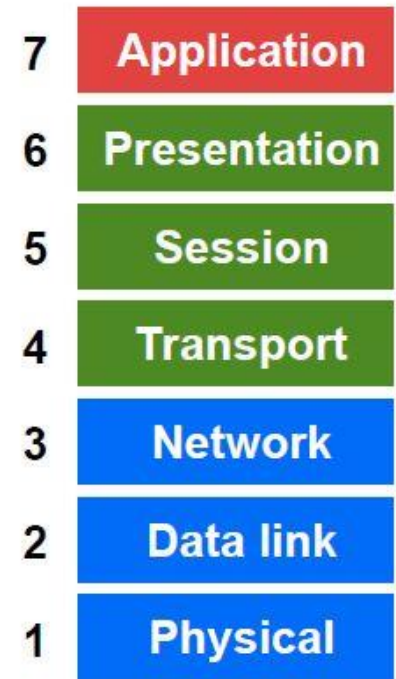 7 Application
6 Presentation
5 Session
4 Transport
3 Network
2 Data link
1 Physical